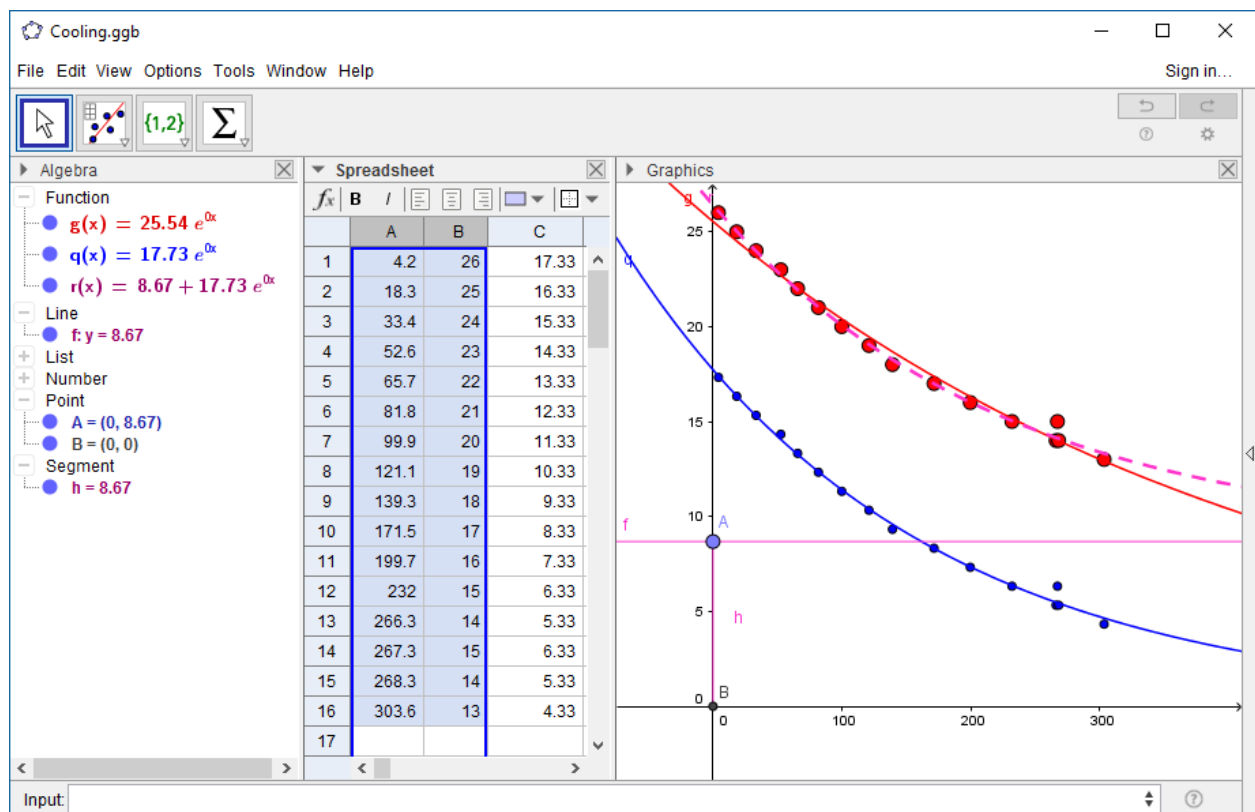 Cooling.ggb
File Edit View Options Tools Window Help Sign in...
{1,2} Σ
Algebra
Function
g(x) = 25.54 e^0x
q(x) = 17.73 e^0x
r(x) = 8.67 + 17.73 e^0x
Line
f: y = 8.67
List
Number
Point
A = (0, 8.67)
B = (0, 0)
Segment
h = 8.67
Spreadsheet
fx B I
A B C
1 4.2 26 17.33
2 18.3 25 16.33
3 33.4 24 15.33
4 52.6 23 14.33
5 65.7 22 13.33
6 81.8 21 12.33
7 99.9 20 11.33
8 121.1 19 10.33
9 139.3 18 9.33
10 171.5 17 8.33
11 199.7 16 7.33
12 232 15 6.33
13 266.3 14 5.33
14 267.3 15 6.33
15 268.3 14 5.33
16 303.6 13 4.33
17
Graphics
g
25
q
20
15
10
f A
5
h
0 B
0 100 200 300
Input: